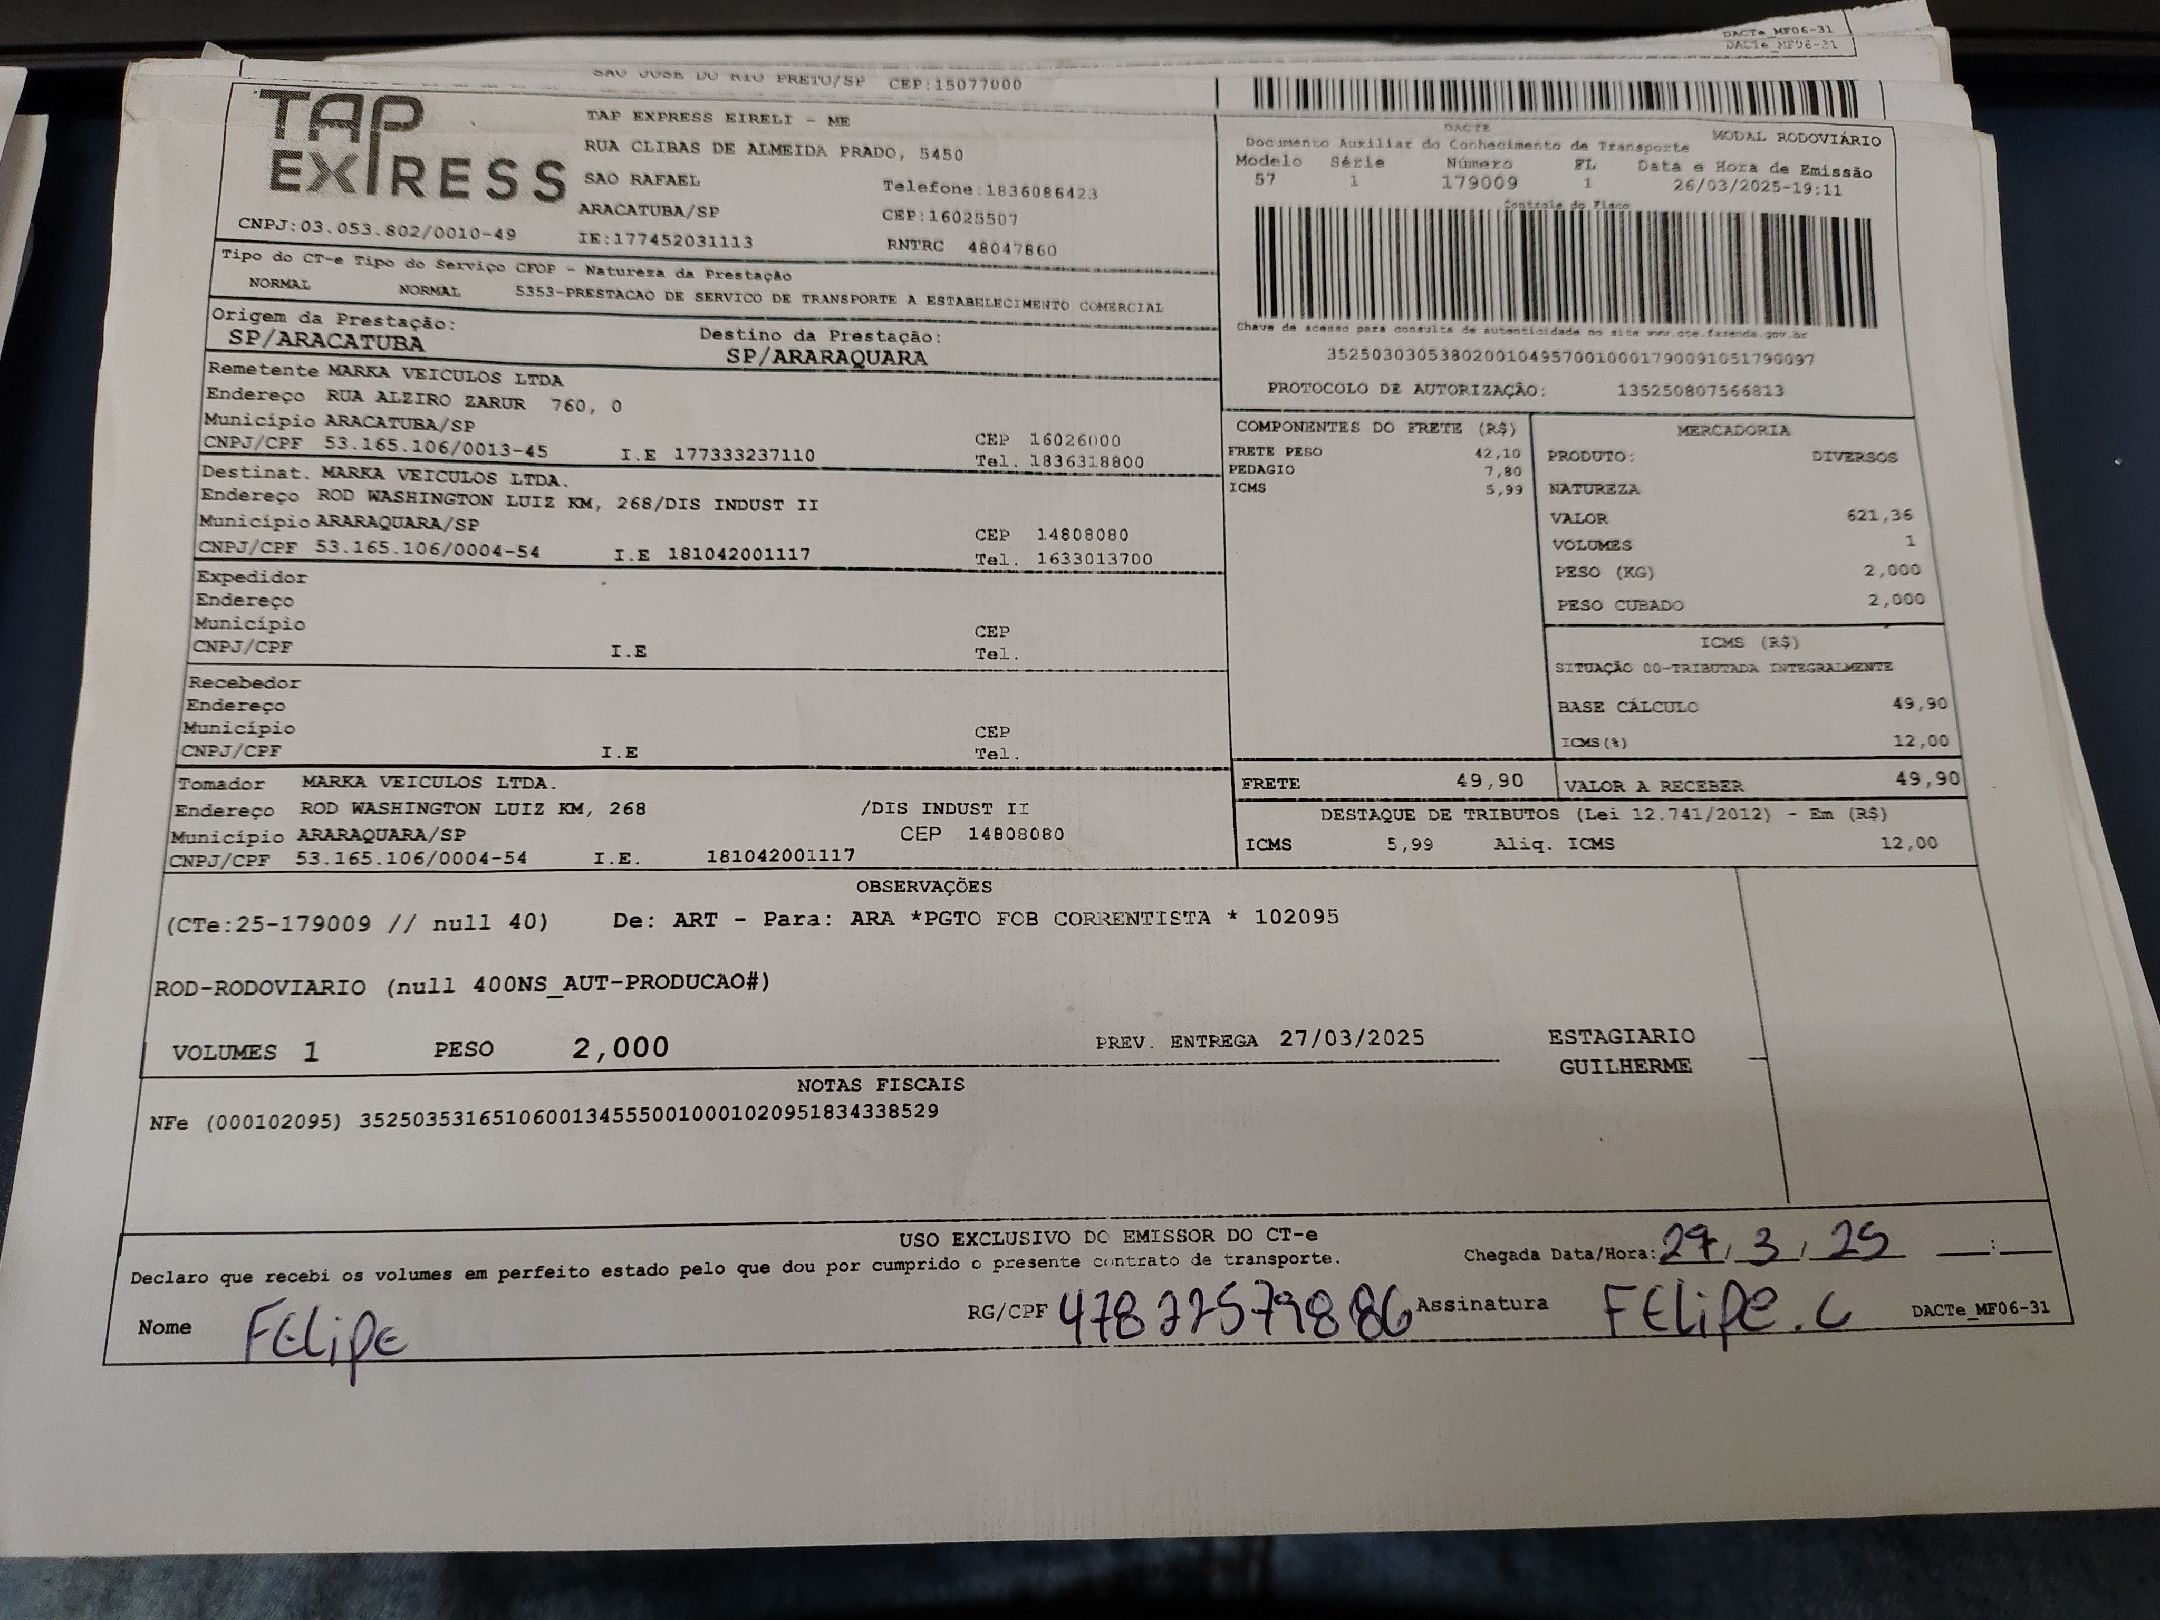 DACTe_MF06-31
DACTe_MF06-31
SAO JOSE DO RIO PRETO/SP CEP:15077000
TAP EXPRESS
TAP EXPRESS EIRELI - ME
RUA CLIBAS DE ALMEIDA PRADO, 5450
SAO RAFAEL Telefone:1836086423
ARACATUBA/SP CEP:16025507
CNPJ:03.053.802/0010-49 IE:177452031113 RNTRC 48047860
DACTE MODAL RODOVIÁRIO
Documento Auxiliar do Conhecimento de Transporte
Modelo Série Número FL Data e Hora de Emissão
57 1 179009 1 26/03/2025-19:11
Controle do Fisco
Chave de acesso para consulta de autenticidade no site www.cte.fazenda.gov.br
35250303053802001049570010001790091051790097
PROTOCOLO DE AUTORIZAÇÃO: 135250807566813
Tipo do CT-e Tipo do Serviço CFOP - Natureza da Prestação
NORMAL NORMAL 5353-PRESTACAO DE SERVICO DE TRANSPORTE A ESTABELECIMENTO COMERCIAL
Origem da Prestação: Destino da Prestação:
SP/ARACATUBA SP/ARARAQUARA
Remetente MARKA VEICULOS LTDA
Endereço RUA ALZIRO ZARUR 760, 0
Município ARACATUBA/SP CEP 16026000
CNPJ/CPF 53.165.106/0013-45 I.E 177333237110 Tel. 1836318800
Destinat. MARKA VEICULOS LTDA.
Endereço ROD WASHINGTON LUIZ KM, 268/DIS INDUST II
Município ARARAQUARA/SP CEP 14808080
CNPJ/CPF 53.165.106/0004-54 I.E 181042001117 Tel. 1633013700
Expedidor
Endereço
Município CEP
CNPJ/CPF I.E Tel.
Recebedor
Endereço
Município CEP
CNPJ/CPF I.E Tel.
Tomador MARKA VEICULOS LTDA.
Endereço ROD WASHINGTON LUIZ KM, 268 /DIS INDUST II
Município ARARAQUARA/SP CEP 14808080
CNPJ/CPF 53.165.106/0004-54 I.E. 181042001117
COMPONENTES DO FRETE (R$)
FRETE PESO 42,10
PEDAGIO 7,80
ICMS 5,99
MERCADORIA
PRODUTO: DIVERSOS
NATUREZA
VALOR 621,36
VOLUMES 1
PESO (KG) 2,000
PESO CUBADO 2,000
ICMS (R$)
SITUAÇÃO 00-TRIBUTADA INTEGRALMENTE
BASE CÁLCULO 49,90
ICMS(%) 12,00
FRETE 49,90 VALOR A RECEBER 49,90
DESTAQUE DE TRIBUTOS (Lei 12.741/2012) - Em (R$)
ICMS 5,99 Aliq. ICMS 12,00
OBSERVAÇÕES
(CTe:25-179009 // null 40) De: ART - Para: ARA *PGTO FOB CORRENTISTA * 102095
ROD-RODOVIARIO (null 400NS_AUT-PRODUCAO#)
VOLUMES 1 PESO 2,000 PREV. ENTREGA 27/03/2025 ESTAGIARIO
GUILHERME
NOTAS FISCAIS
NFe (000102095) 35250353165106001345550010001020951834338529
USO EXCLUSIVO DO EMISSOR DO CT-e
Declaro que recebi os volumes em perfeito estado pelo que dou por cumprido o presente contrato de transporte. Chegada Data/Hora: 27/3/25 __:__
Nome FELipE RG/CPF 47822579886 Assinatura FELipe.C DACTe_MF06-31